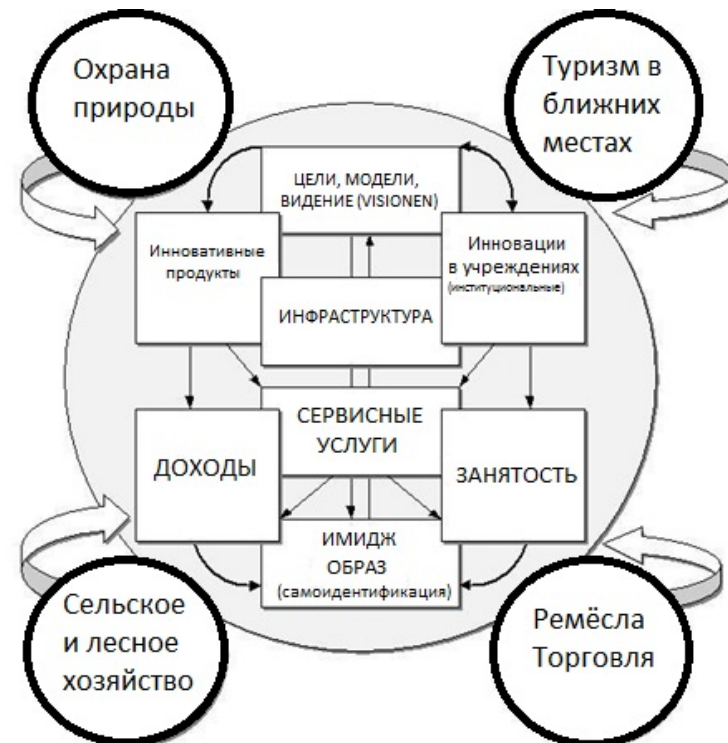 Охрана
природы
Туризм в
ближних
местах
ЦЕЛИ, МОДЕЛИ,
ВИДЕНИЕ (VISIONEN)
Инновативные
продукты
Инновации
в учреждениях
(институциональные)
ИНФРАСТРУКТУРА
СЕРВИСНЫЕ
УСЛУГИ
ДОХОДЫ
ЗАНЯТОСТЬ
ИМИДЖ
ОБРАЗ
(самоидентификация)
Сельское
и лесное
хозяйство
Ремёсла
Торговля